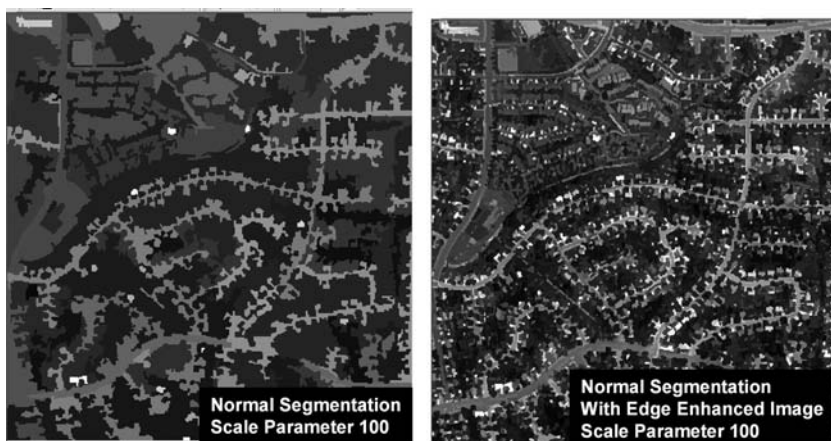 Normal Segmentation
Scale Parameter 100
Normal Segmentation
With Edge Enhanced Image
Scale Parameter 100